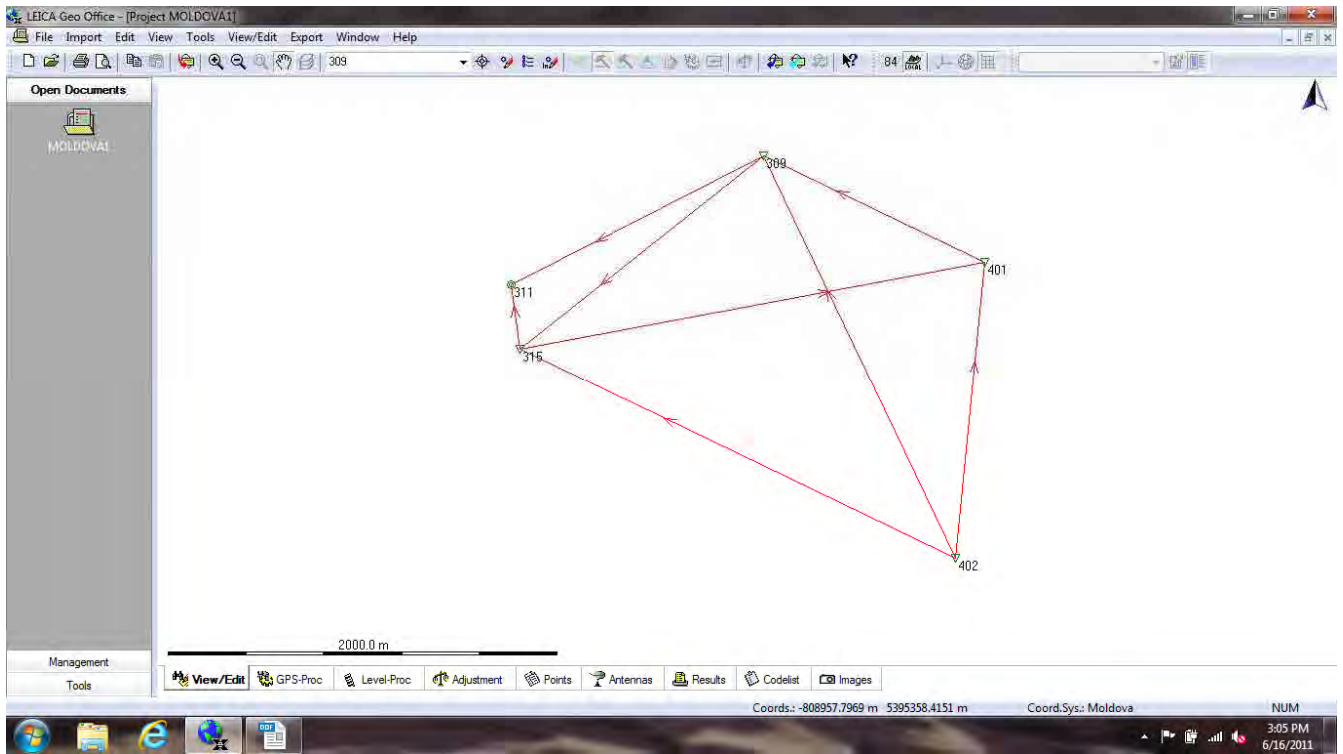 LEICA Geo Office - [Project MOLDOVA1]
File Import Edit View Tools View/Edit Export Window Help
309
84
LOCAL
Open Documents
MOLDOVA1
309
401
311
315
402
2000.0 m
Management
Tools
View/Edit GPS-Proc Level-Proc Adjustment Points Antennas Results Codelist Images
Coords.: -808957.7969 m 5395358.4151 m Coord.Sys.: Moldova NUM
PDF
3:05 PM
6/16/2011